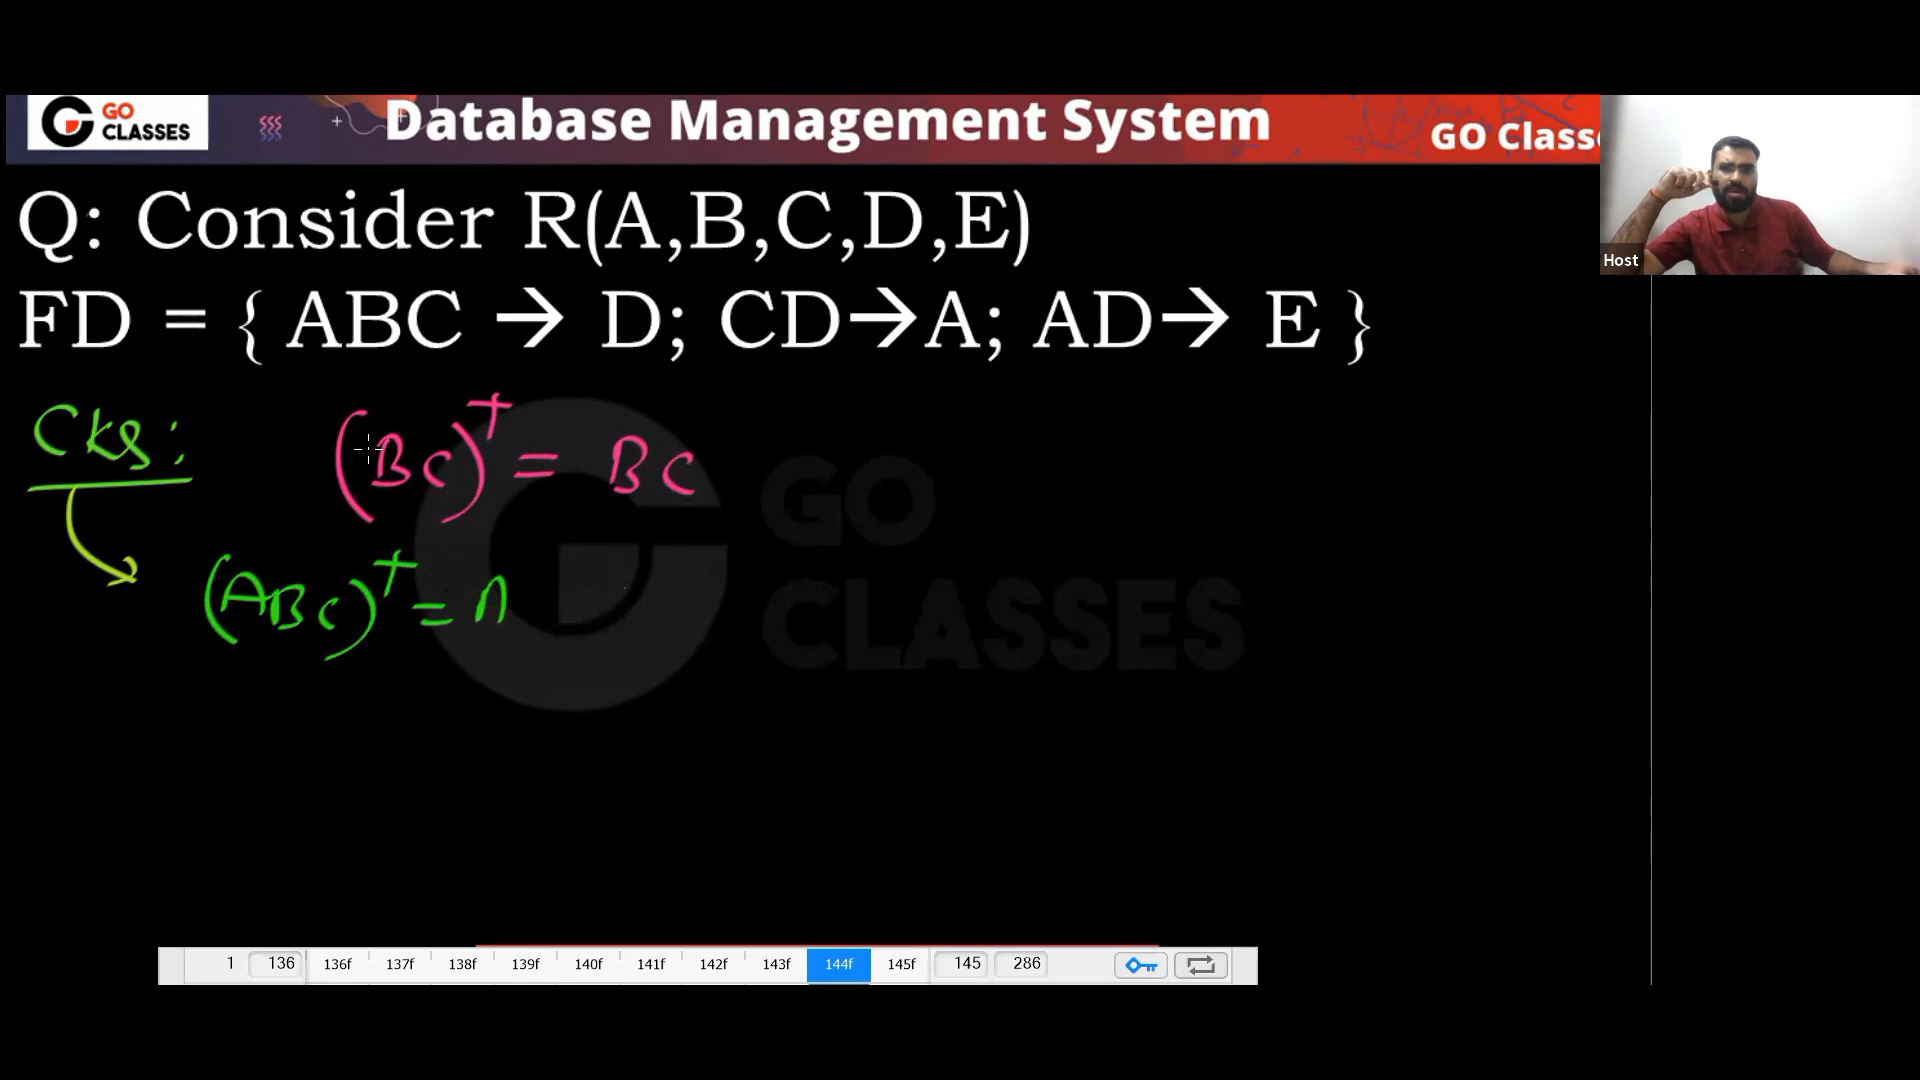 GO
CLASSES
Database Management System
GO Class
Host
Q: Consider R(A,B,C,D,E)
FD = { ABC → D; CD→A; AD→ E }
Cks:
(BC)⁺ = BC
(ABC)⁺ =
GO
CLASSES
1 136 136f 137f 138f 139f 140f 141f 142f 143f 144f 145f 145 286